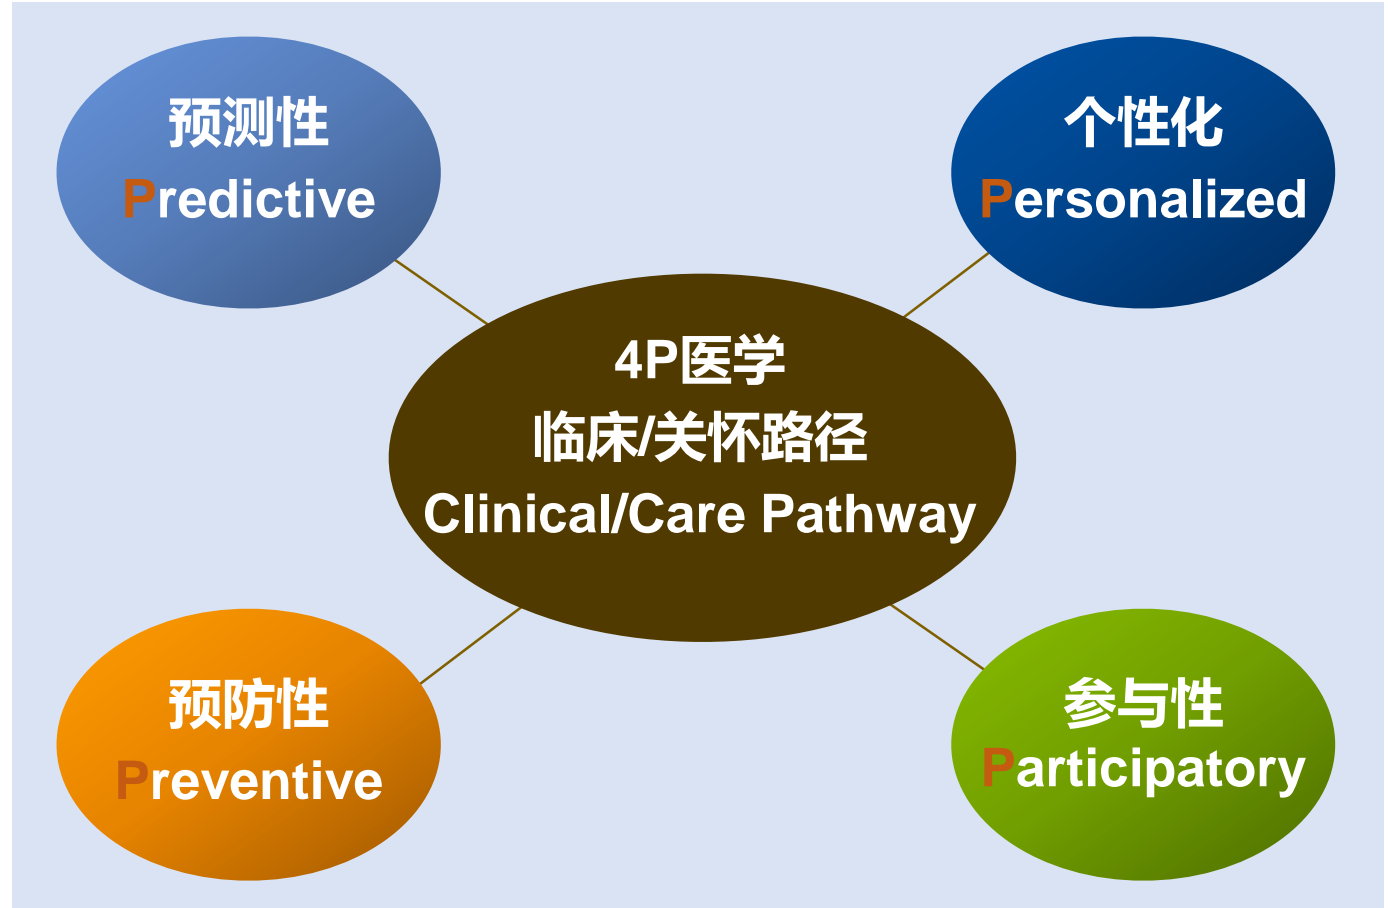 预测性
Predictive
个性化
Personalized
4P医学
临床/关怀路径
Clinical/Care Pathway
预防性
Preventive
参与性
Participatory